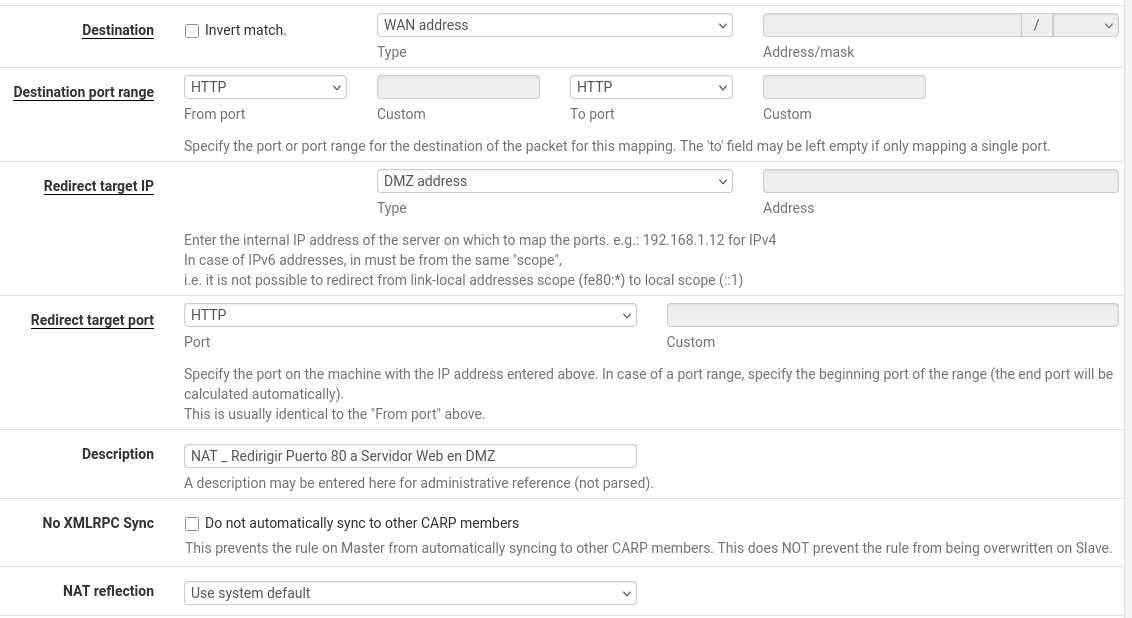 Destination
Invert match.
WAN address
/
Type
Address/mask
Destination port range
HTTP
HTTP
From port
Custom
To port
Custom
Specify the port or port range for the destination of the packet for this mapping. The 'to' field may be left empty if only mapping a single port.
Redirect target IP
DMZ address
Type
Address
Enter the internal IP address of the server on which to map the ports. e.g.: 192.168.1.12 for IPv4
In case of IPv6 addresses, in must be from the same "scope",
i.e. it is not possible to redirect from link-local addresses scope (fe80:*) to local scope (::1)
Redirect target port
HTTP
Port
Custom
Specify the port on the machine with the IP address entered above. In case of a port range, specify the beginning port of the range (the end port will be
calculated automatically).
This is usually identical to the "From port" above.
Description
NAT _ Redirigir Puerto 80 a Servidor Web en DMZ
A description may be entered here for administrative reference (not parsed).
No XMLRPC Sync
Do not automatically sync to other CARP members
This prevents the rule on Master from automatically syncing to other CARP members. This does NOT prevent the rule from being overwritten on Slave.
NAT reflection
Use system default